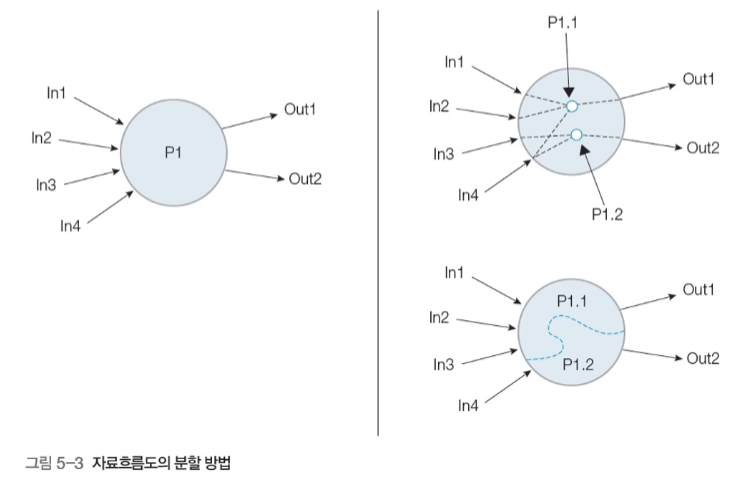 In1
In2
In3
In4
P1
Out1
Out2
P1.1
In1
In2
In3
In4
Out1
Out2
P1.2
In1
In2
In3
In4
P1.1
P1.2
Out1
Out2
그림 5-3 자료흐름도의 분할 방법